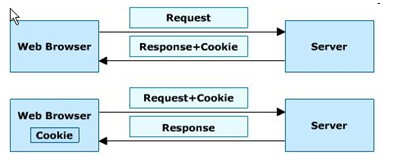 Request
Web Browser
Server
Response+Cookie
Request+Cookie
Web Browser
Server
Cookie
Response